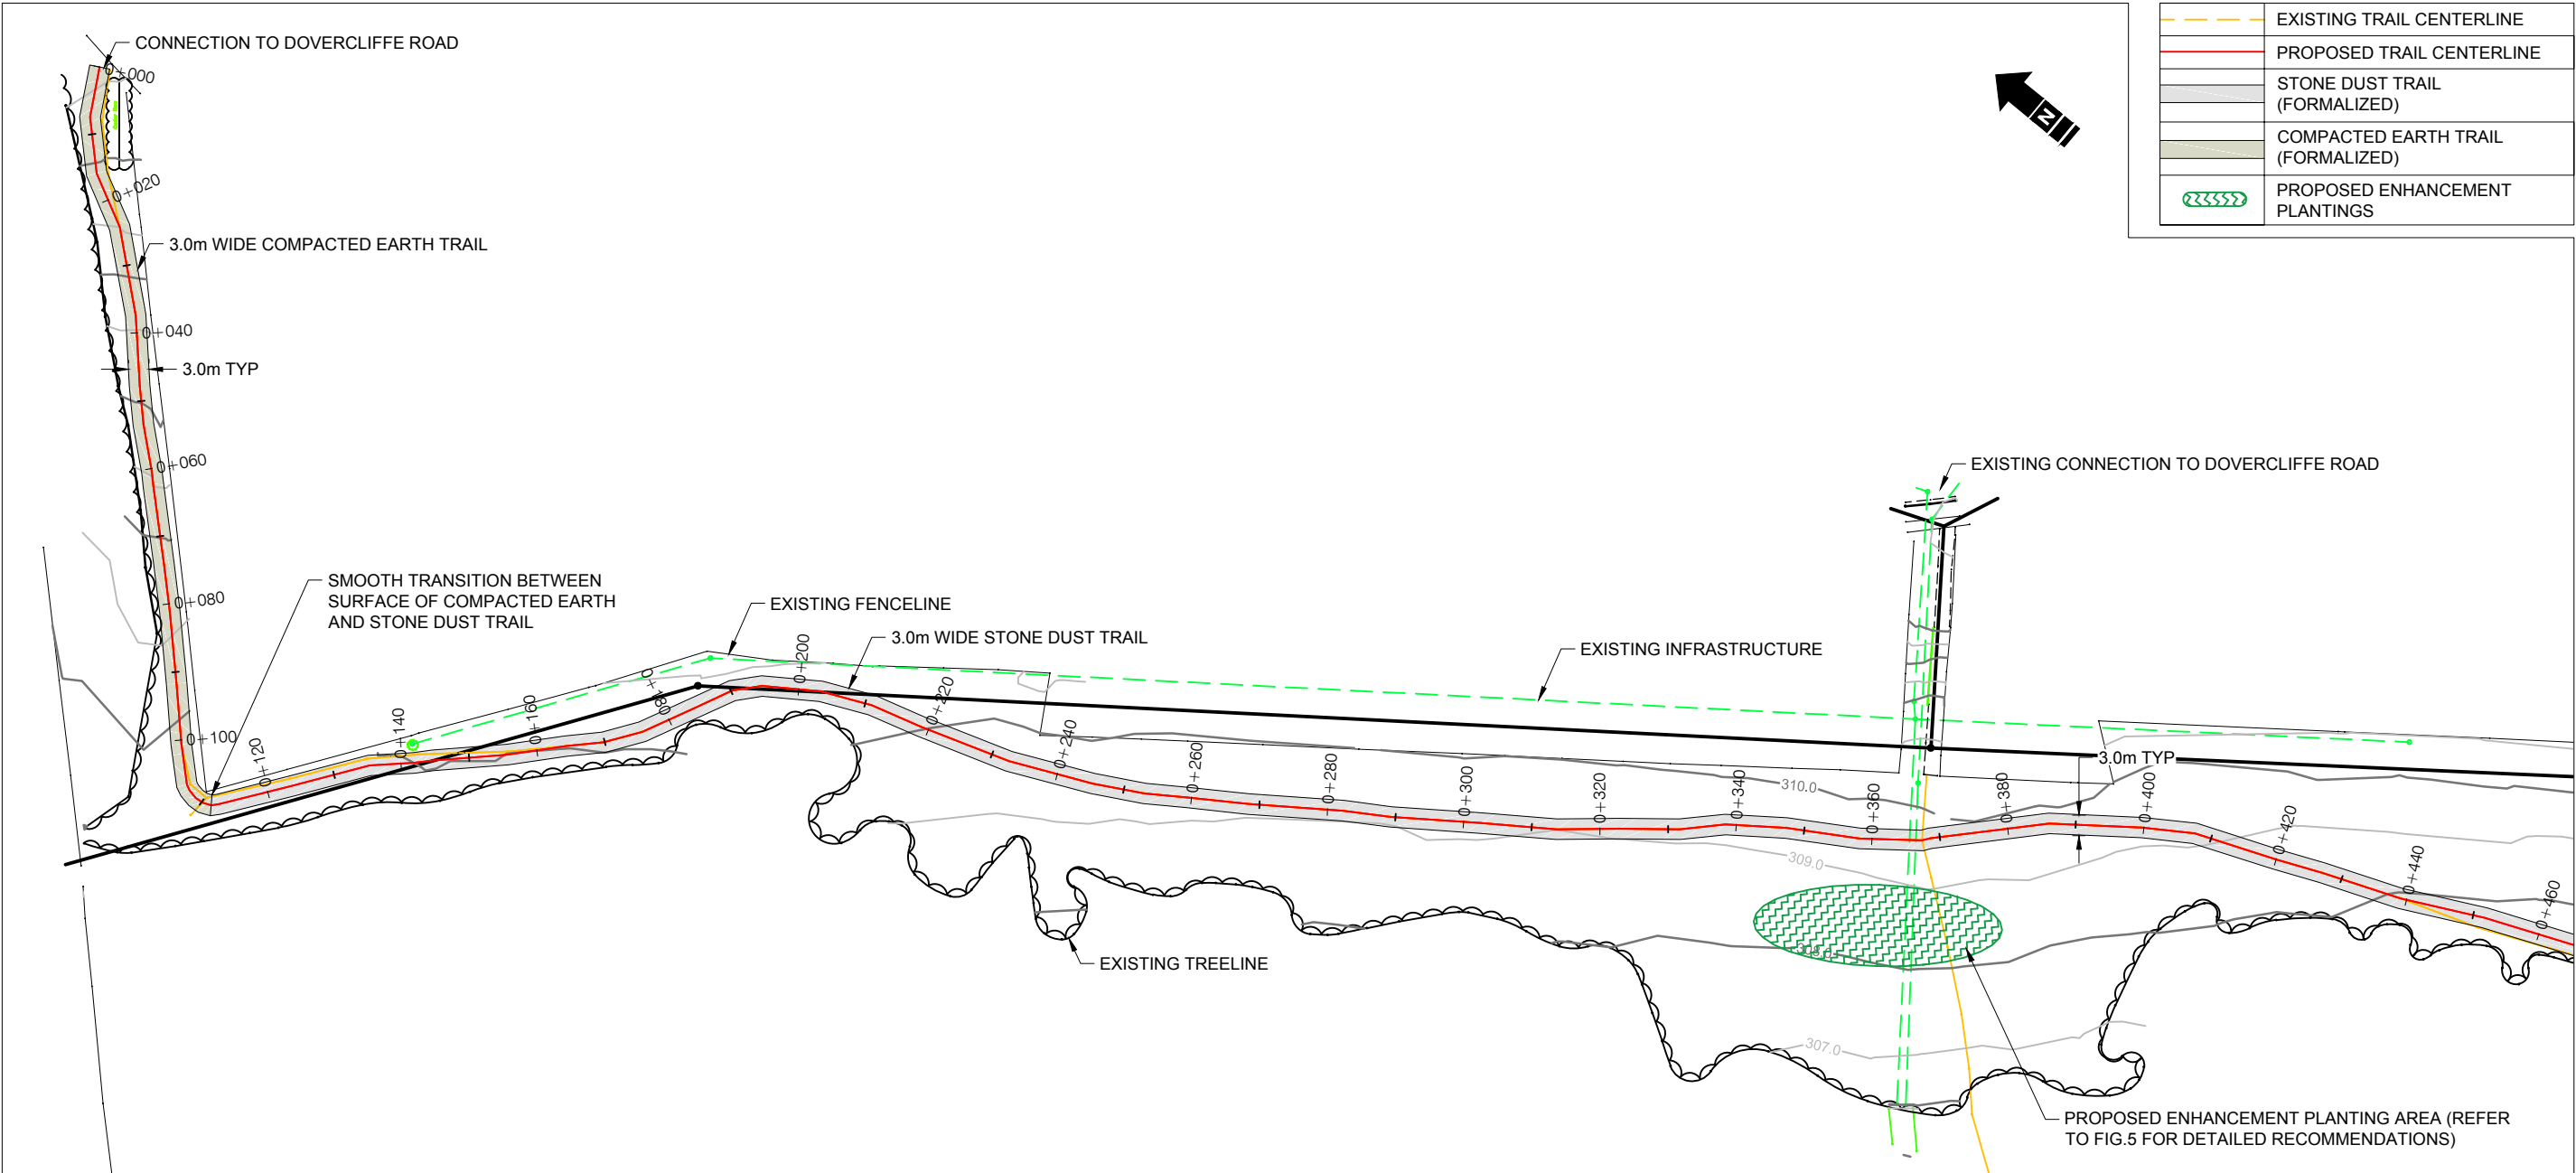 EXISTING TRAIL CENTERLINE
PROPOSED TRAIL CENTERLINE
STONE DUST TRAIL
(FORMALIZED)
COMPACTED EARTH TRAIL
(FORMALIZED)
PROPOSED ENHANCEMENT
PLANTINGS
N
CONNECTION TO DOVERCLIFFE ROAD
0+000
0+020
3.0m WIDE COMPACTED EARTH TRAIL
0+040
3.0m TYP
0+060
0+080
0+100
SMOOTH TRANSITION BETWEEN
SURFACE OF COMPACTED EARTH
AND STONE DUST TRAIL
0+120
0+140
0+160
0+180
EXISTING FENCELINE
0+200
3.0m WIDE STONE DUST TRAIL
0+220
0+240
0+260
0+280
0+300
0+320
0+340
0+360
0+380
0+400
0+420
0+440
0+460
EXISTING INFRASTRUCTURE
EXISTING CONNECTION TO DOVERCLIFFE ROAD
3.0m TYP
310.0
309.0
308.0
307.0
EXISTING TREELINE
PROPOSED ENHANCEMENT PLANTING AREA (REFER
TO FIG.5 FOR DETAILED RECOMMENDATIONS)